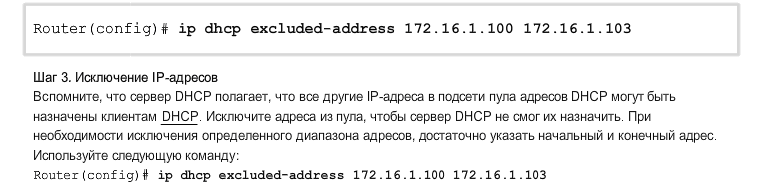 Router(config)# ip dhcp excluded-address 172.16.1.100 172.16.1.103
Шаг 3. Исключение IP-адресов
Вспомните, что сервер DHCP полагает, что все другие IP-адреса в подсети пула адресов DHCP могут быть
назначены клиентам DHCP. Исключите адреса из пула, чтобы сервер DHCP не смог их назначить. При
необходимости исключения определенного диапазона адресов, достаточно указать начальный и конечный адрес.
Используйте следующую команду:
Router(config)# ip dhcp excluded-address 172.16.1.100 172.16.1.103